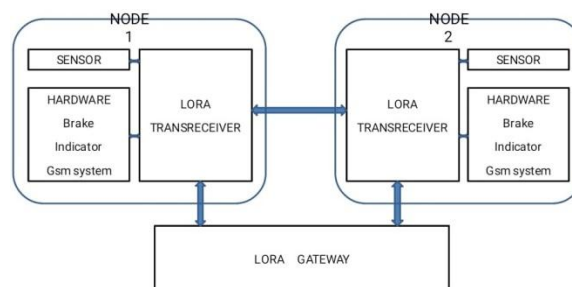 NODE
1
SENSOR
HARDWARE
Brake
Indicator
Gsm system
LORA
TRANSRECEIVER
NODE
2
LORA
TRANSRECEIVER
SENSOR
HARDWARE
Brake
Indicator
Gsm system
LORA GATEWAY